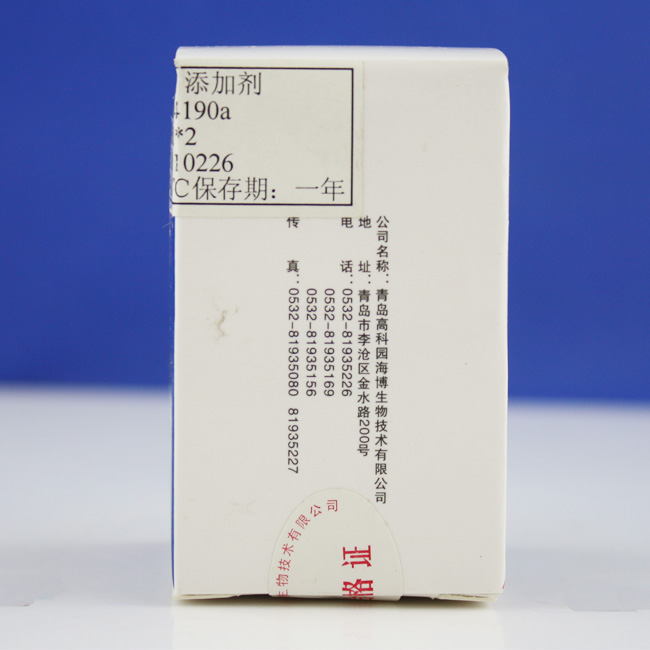 添加剂
4190a
*2
10226
℃保存期：一年
公司名称：青岛高科园海博生物技术有限公司
地 址：青岛市李沧区金水路200号
电 话：0532-81935226
0532-81935169
0532-81935156
传 真：0532-81935080 81935227
生物技术有限公司
格证